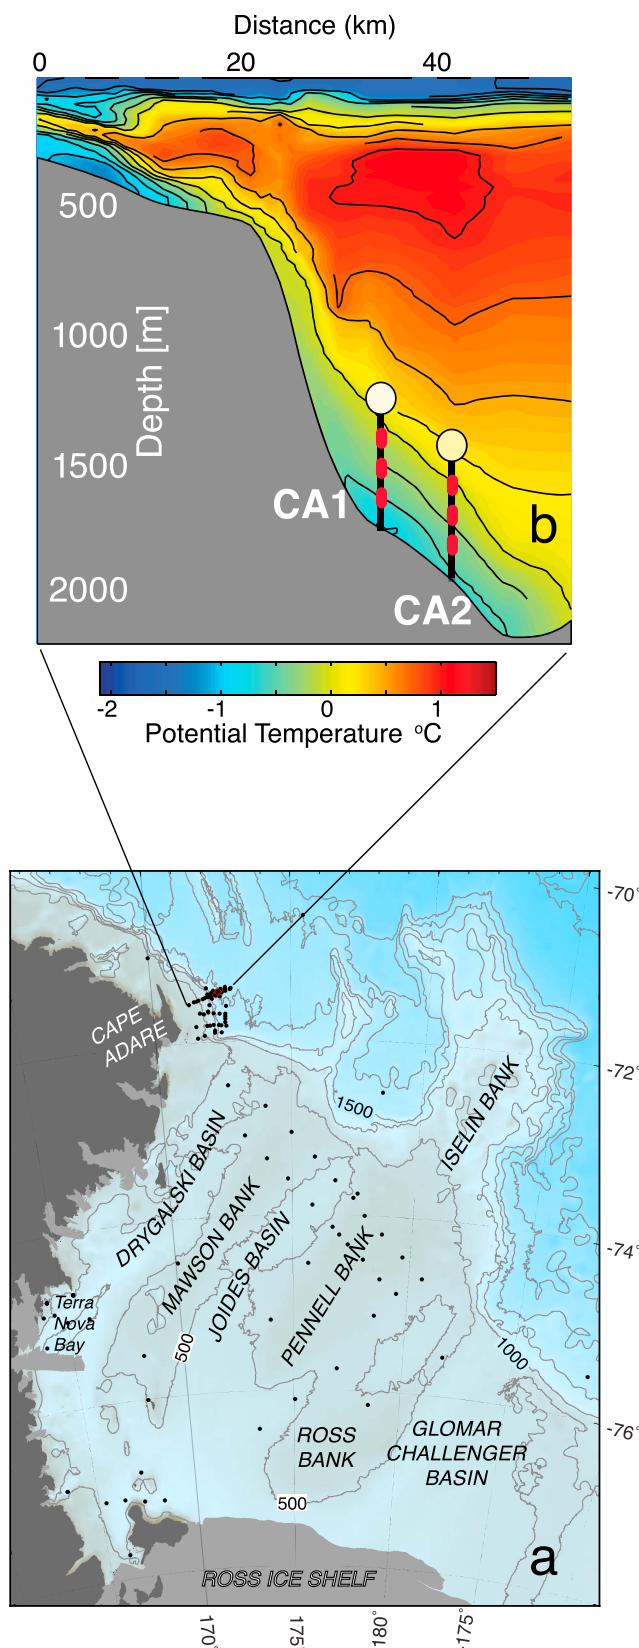 Distance (km)
0 20 40
500
1000
1500
2000
Depth [m]
CA1
CA2
b
-2 -1 0 1
Potential Temperature °C
-70°
-72°
-74°
-76°
CAPE
ADARE
1500
ISELIN BANK
DRYGALSKI BASIN
MAWSON BANK
JOIDES BASIN
PENNELL BANK
Terra
Nova
Bay
500
1000
ROSS
BANK
GLOMAR
CHALLENGER
BASIN
500
a
ROSS ICE SHELF
170°
175°
180°
-175°